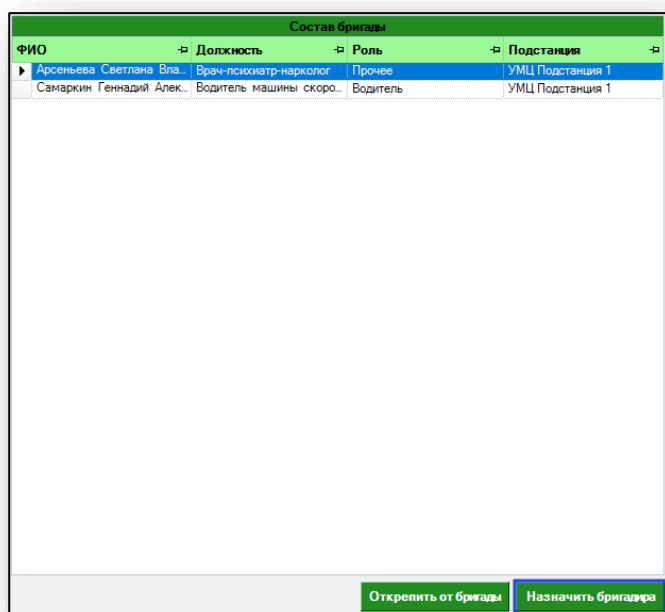 Состав бригады
ФИО Должность Роль Подстанция
Арсеньева Светлана Вла... Врач-психиатр-нарколог Прочее УМЦ Подстанция 1
Самаркин Геннадий Алек... Водитель машины скоро... Водитель УМЦ Подстанция 1
Открепить от бригады Назначить бригадира